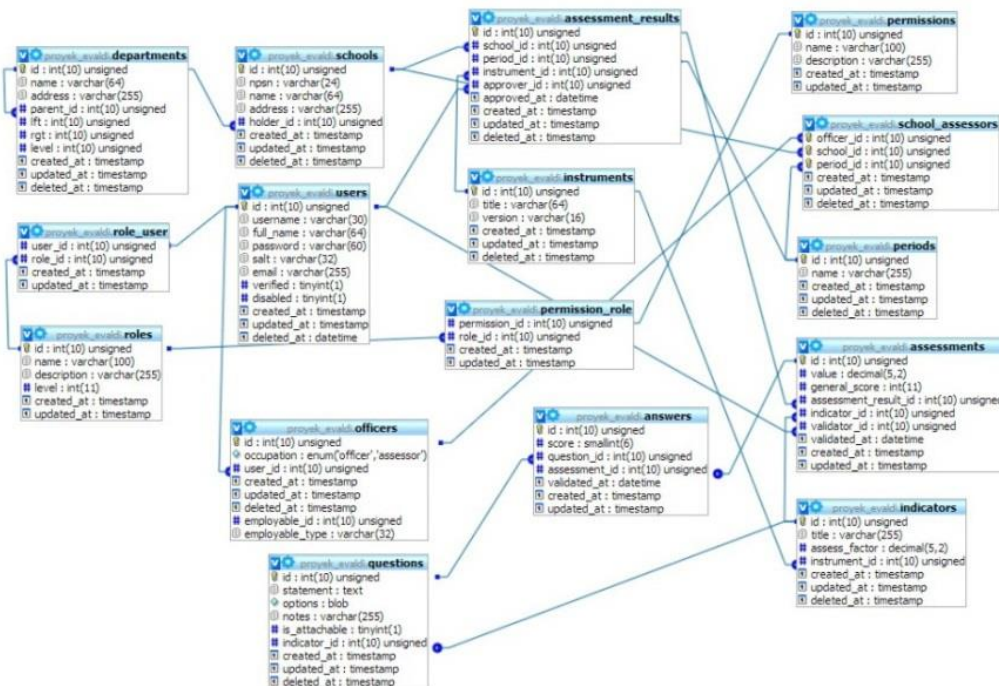 proyek_evaldi.departments
id : int(10) unsigned
name : varchar(64)
address : varchar(255)
parent_id : int(10) unsigned
lft : int(10) unsigned
rgt : int(10) unsigned
level : int(10) unsigned
created_at : timestamp
updated_at : timestamp
deleted_at : timestamp
proyek_evaldi.schools
id : int(10) unsigned
npsn : varchar(24)
name : varchar(64)
address : varchar(255)
holder_id : int(10) unsigned
created_at : timestamp
updated_at : timestamp
deleted_at : timestamp
proyek_evaldi.assessment_results
id : int(10) unsigned
school_id : int(10) unsigned
period_id : int(10) unsigned
instrument_id : int(10) unsigned
approver_id : int(10) unsigned
approved_at : datetime
created_at : timestamp
updated_at : timestamp
deleted_at : timestamp
proyek_evaldi.permissions
id : int(10) unsigned
name : varchar(100)
description : varchar(255)
created_at : timestamp
updated_at : timestamp
proyek_evaldi.school_assessors
officer_id : int(10) unsigned
school_id : int(10) unsigned
period_id : int(10) unsigned
created_at : timestamp
updated_at : timestamp
deleted_at : timestamp
proyek_evaldi.role_user
user_id : int(10) unsigned
role_id : int(10) unsigned
created_at : timestamp
updated_at : timestamp
proyek_evaldi.users
id : int(10) unsigned
username : varchar(30)
full_name : varchar(64)
password : varchar(60)
salt : varchar(32)
email : varchar(255)
verified : tinyint(1)
disabled : tinyint(1)
created_at : timestamp
updated_at : timestamp
deleted_at : datetime
proyek_evaldi.instruments
id : int(10) unsigned
title : varchar(64)
version : varchar(16)
created_at : timestamp
updated_at : timestamp
deleted_at : timestamp
proyek_evaldi.periods
id : int(10) unsigned
name : varchar(255)
created_at : timestamp
updated_at : timestamp
deleted_at : timestamp
proyek_evaldi.roles
id : int(10) unsigned
name : varchar(100)
description : varchar(255)
level : int(11)
created_at : timestamp
updated_at : timestamp
proyek_evaldi.permission_role
permission_id : int(10) unsigned
role_id : int(10) unsigned
created_at : timestamp
updated_at : timestamp
proyek_evaldi.assessments
id : int(10) unsigned
value : decimal(5,2)
general_score : int(11)
assessment_result_id : int(10) unsigned
indicator_id : int(10) unsigned
validator_id : int(10) unsigned
validated_at : datetime
created_at : timestamp
updated_at : timestamp
proyek_evaldi.officers
id : int(10) unsigned
occupation : enum('officer','assessor')
user_id : int(10) unsigned
created_at : timestamp
updated_at : timestamp
deleted_at : timestamp
employable_id : int(10) unsigned
employable_type : varchar(32)
proyek_evaldi.answers
id : int(10) unsigned
score : smallint(6)
question_id : int(10) unsigned
assessment_id : int(10) unsigned
validated_at : datetime
created_at : timestamp
updated_at : timestamp
proyek_evaldi.indicators
id : int(10) unsigned
title : varchar(255)
assess_factor : decimal(5,2)
instrument_id : int(10) unsigned
created_at : timestamp
updated_at : timestamp
deleted_at : timestamp
proyek_evaldi.questions
id : int(10) unsigned
statement : text
options : blob
notes : varchar(255)
is_attachable : tinyint(1)
indicator_id : int(10) unsigned
created_at : timestamp
updated_at : timestamp
deleted_at : timestamp